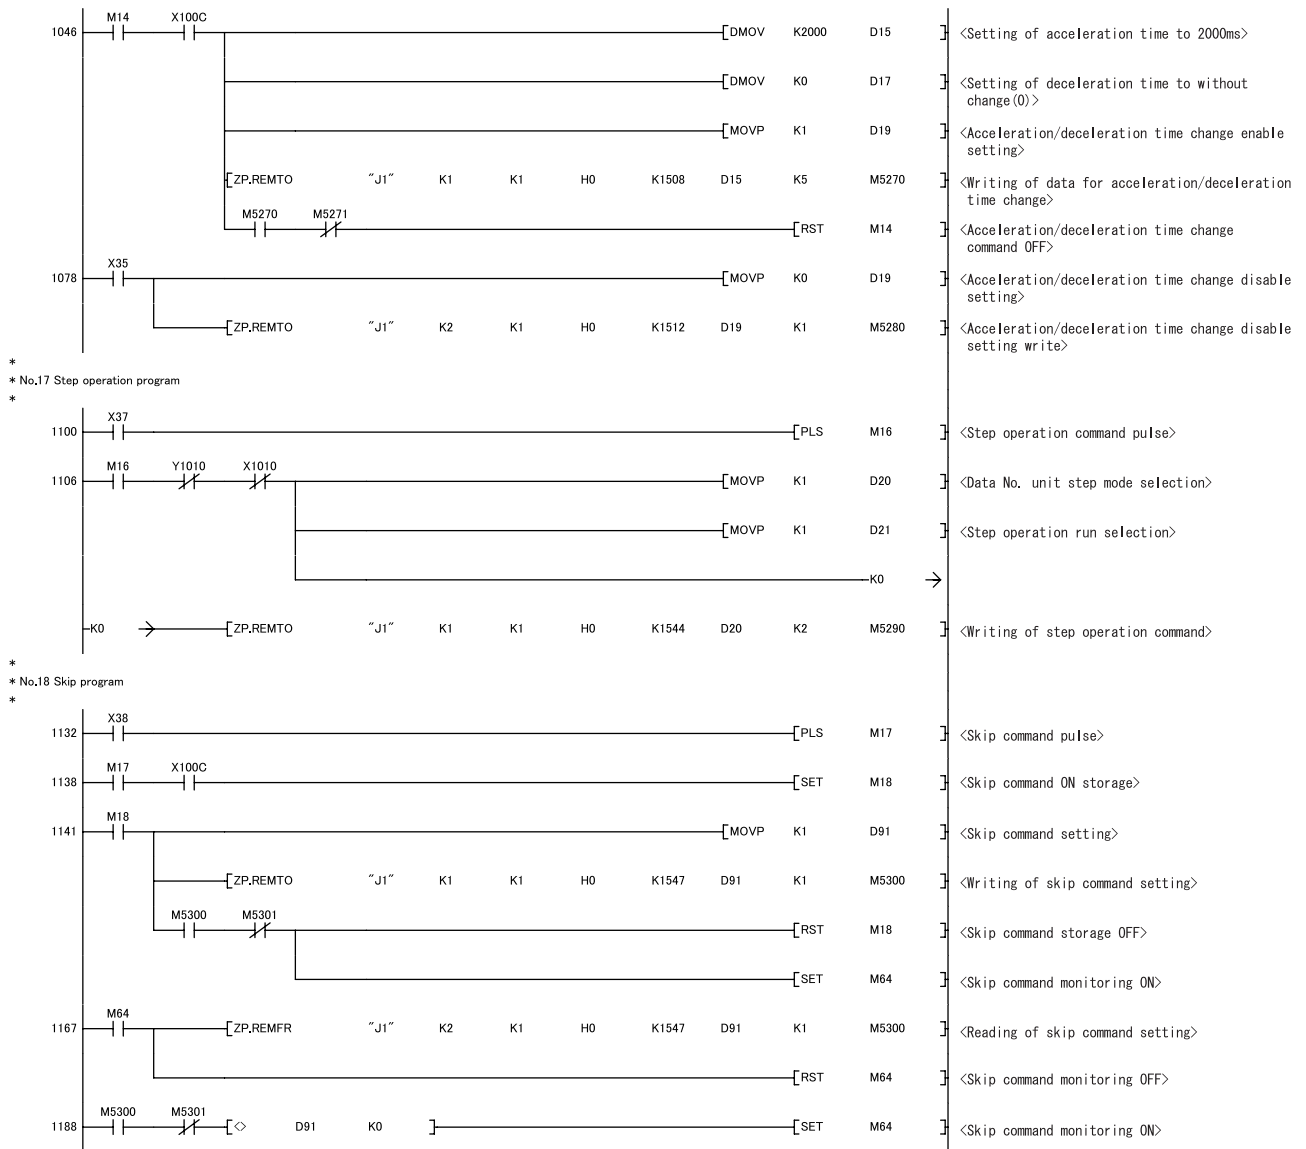 M14 X100C
1046 DMOV K2000 D15 <Setting of acceleration time to 2000ms>
DMOV K0 D17 <Setting of deceleration time to without
change(0)>
MOVP K1 D19 <Acceleration/deceleration time change enable
setting>
ZP.REMTO "J1" K1 K1 H0 K1508 D15 K5 M5270 <Writing of data for acceleration/deceleration
time change>
M5270 M5271
RST M14 <Acceleration/deceleration time change
command OFF>
X35
1078 MOVP K0 D19 <Acceleration/deceleration time change disable
setting>
ZP.REMTO "J1" K2 K1 H0 K1512 D19 K1 M5280 <Acceleration/deceleration time change disable
setting write>
*
* No.17 Step operation program
*
X37
1100 PLS M16 <Step operation command pulse>
M16 Y1010 X1010
1106 MOVP K1 D20 <Data No. unit step mode selection>
MOVP K1 D21 <Step operation run selection>
K0
K0 ZP.REMTO "J1" K1 K1 H0 K1544 D20 K2 M5290 <Writing of step operation command>
*
* No.18 Skip program
*
X38
1132 PLS M17 <Skip command pulse>
M17 X100C
1138 SET M18 <Skip command ON storage>
M18
1141 MOVP K1 D91 <Skip command setting>
ZP.REMTO "J1" K1 K1 H0 K1547 D91 K1 M5300 <Writing of skip command setting>
M5300 M5301
RST M18 <Skip command storage OFF>
SET M64 <Skip command monitoring ON>
M64
1167 ZP.REMFR "J1" K2 K1 H0 K1547 D91 K1 M5300 <Reading of skip command setting>
RST M64 <Skip command monitoring OFF>
M5300 M5301
1188 <> D91 K0 SET M64 <Skip command monitoring ON>